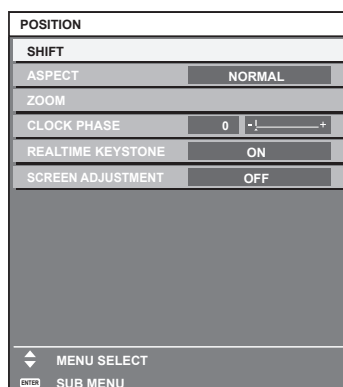 POSITION
SHIFT
ASPECT NORMAL
ZOOM
CLOCK PHASE 0 - +
REALTIME KEYSTONE ON
SCREEN ADJUSTMENT OFF
MENU SELECT
ENTER SUB MENU